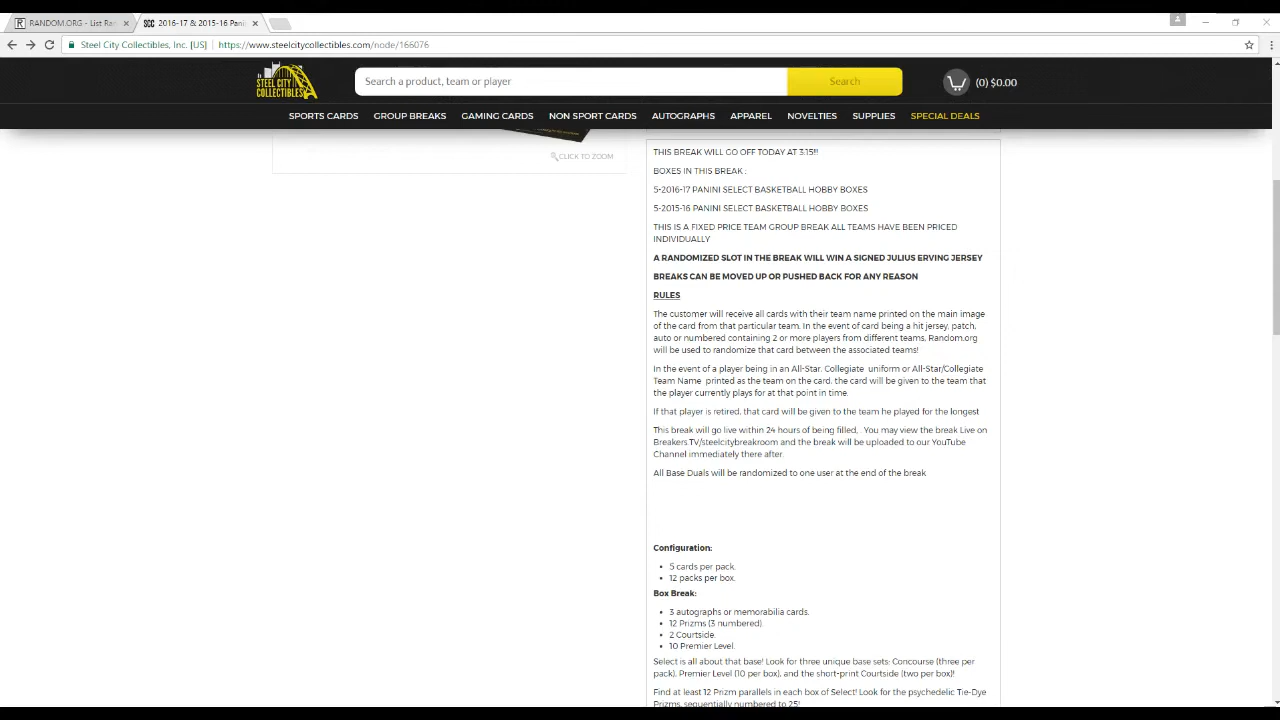 RANDOM.ORG - List Ra
SCC 2016-17 & 2015-16 Pani
Steel City Collectibles, Inc. [US] https://www.steelcitycollectibles.com/node/166076
STEEL CITY
COLLECTIBLES
Search a product, team or player
Search
(0) $0.00
SPORTS CARDS GROUP BREAKS GAMING CARDS NON SPORT CARDS AUTOGRAPHS APPAREL NOVELTIES SUPPLIES SPECIAL DEALS
CLICK TO ZOOM
THIS BREAK WILL GO OFF TODAY AT 3:15!!!
BOXES IN THIS BREAK :
5-2016-17 PANINI SELECT BASKETBALL HOBBY BOXES
5-2015-16 PANINI SELECT BASKETBALL HOBBY BOXES
THIS IS A FIXED PRICE TEAM GROUP BREAK ALL TEAMS HAVE BEEN PRICED
INDIVIDUALLY
A RANDOMIZED SLOT IN THE BREAK WILL WIN A SIGNED JULIUS ERVING JERSEY
BREAKS CAN BE MOVED UP OR PUSHED BACK FOR ANY REASON
RULES
The customer will receive all cards with their team name printed on the main image
of the card from that particular team. In the event of card being a hit jersey, patch,
auto or numbered containing 2 or more players from different teams, Random.org
will be used to randomize that card between the associated teams!
In the event of a player being in an All-Star, Collegiate uniform or All-Star/Collegiate
Team Name printed as the team on the card, the card will be given to the team that
the player currently plays for at that point in time.
If that player is retired, that card will be given to the team he played for the longest
This break will go live within 24 hours of being filled, . You may view the break Live on
Breakers.TV/steelcitybreakroom and the break will be uploaded to our YouTube
Channel immediately there after.
All Base Duals will be randomized to one user at the end of the break
Configuration:
• 5 cards per pack.
• 12 packs per box.
Box Break:
• 3 autographs or memorabilia cards.
• 12 Prizms (3 numbered).
• 2 Courtside.
• 10 Premier Level.
Select is all about that base! Look for three unique base sets: Concourse (three per
pack), Premier Level (10 per box), and the short-print Courtside (two per box)!
Find at least 12 Prizm parallels in each box of Select! Look for the psychedelic Tie-Dye
Prizms, sequentially numbered to 25!